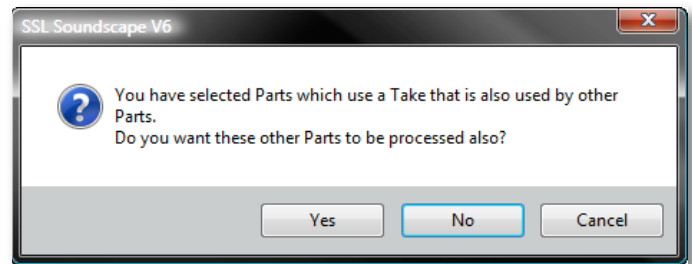 SSL Soundscape V6
You have selected Parts which use a Take that is also used by other
Parts.
Do you want these other Parts to be processed also?
Yes No Cancel